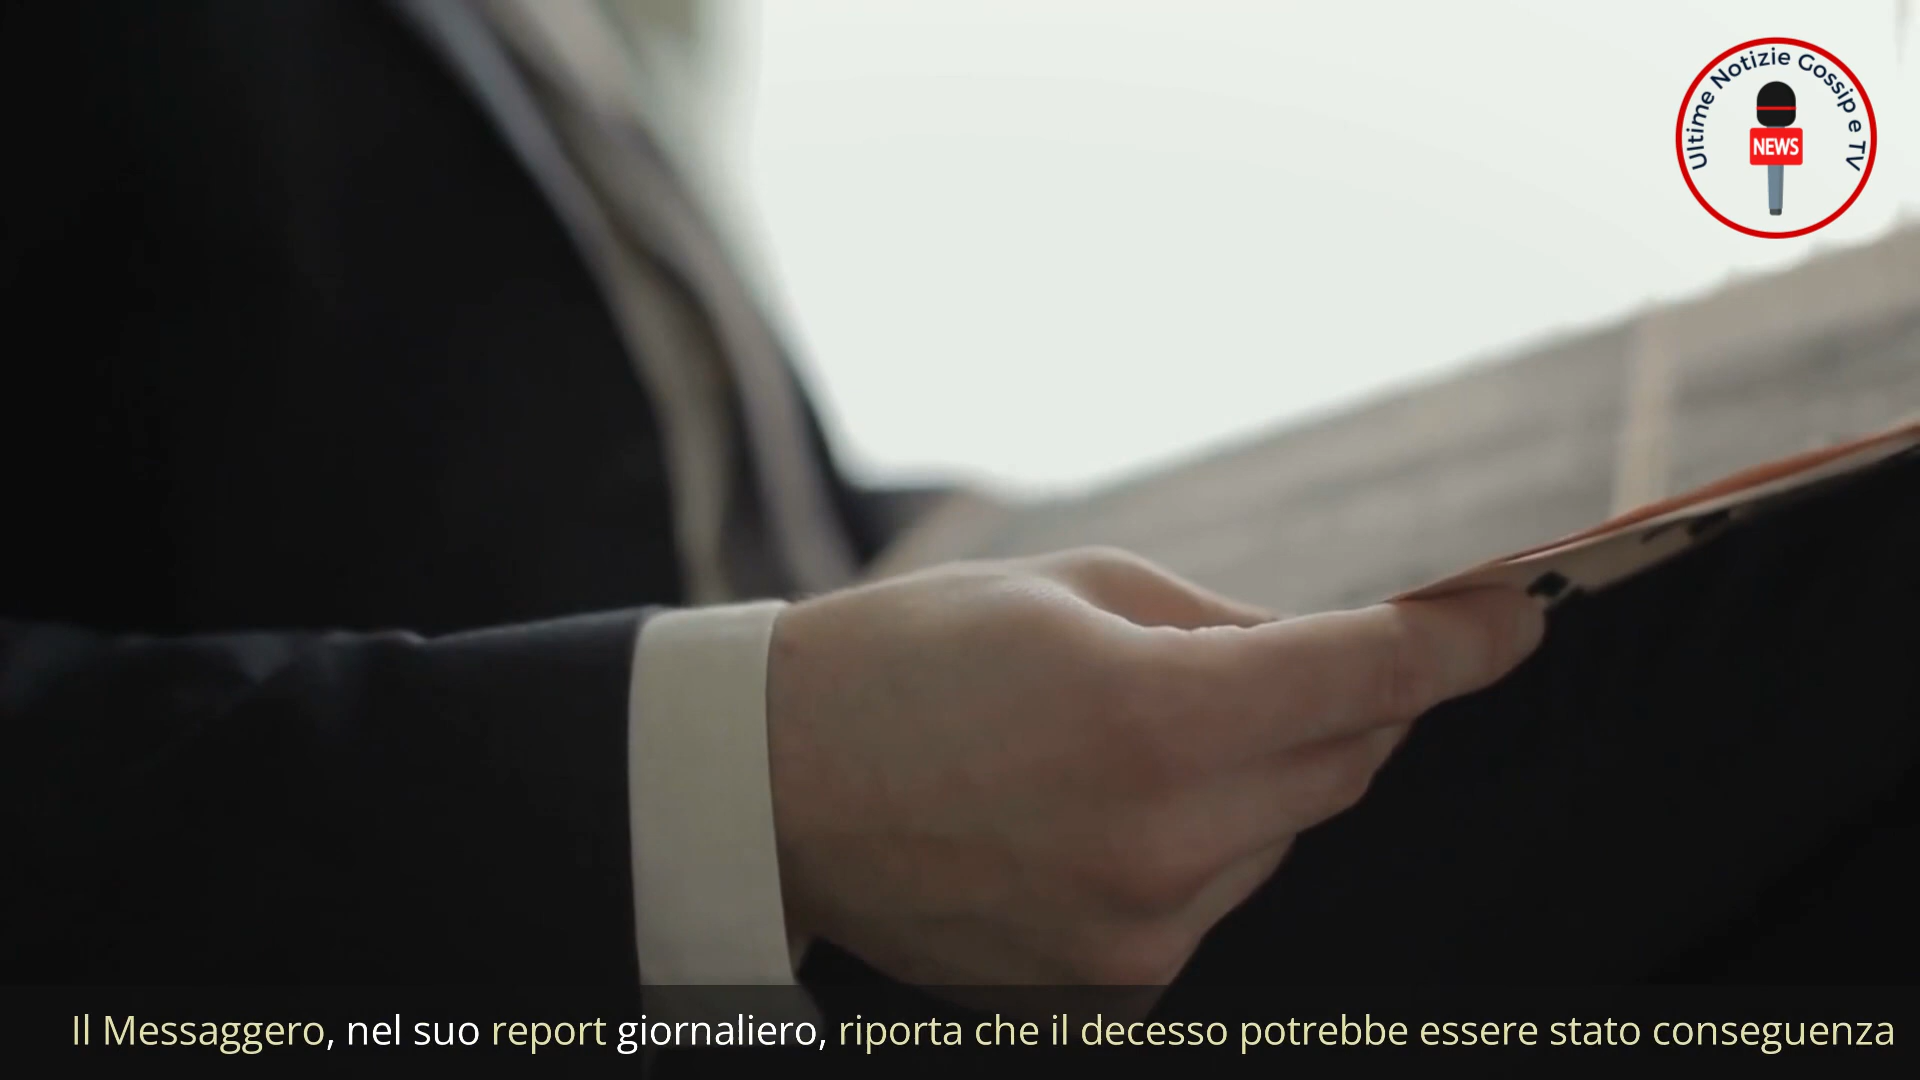 Ultime Notizie Gossip e TV
NEWS
Il Messaggero, nel suo report giornaliero, riporta che il decesso potrebbe essere stato conseguenza